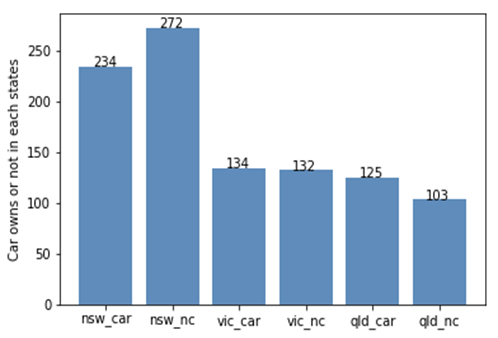 Car owns or not in each states
250
200
150
100
50
0
234
272
134
132
125
103
nsw_car
nsw_nc
vic_car
vic_nc
qld_car
qld_nc